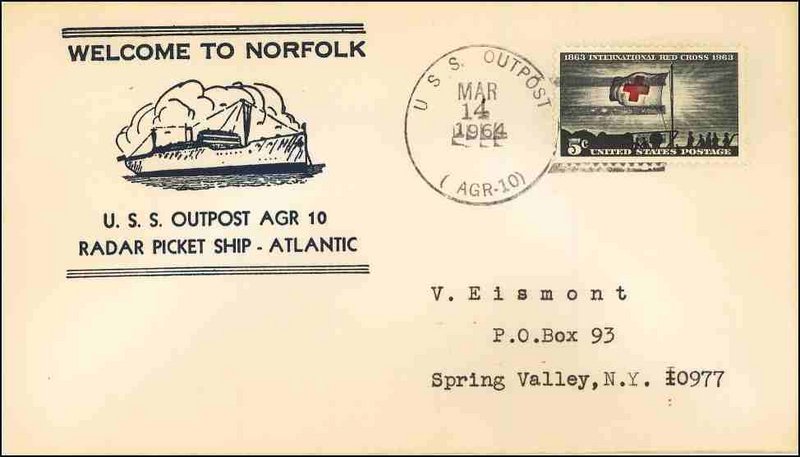 WELCOME TO NORFOLK
U. S. S. OUTPOST AGR 10
RADAR PICKET SHIP - ATLANTIC
U. S. S. OUTPOST
MAR
14
1964
(AGR-10)
1863 INTERNATIONAL RED CROSS 1963
5¢ UNITED STATES POSTAGE
V. Eismont
P.O.Box 93
Spring Valley, N.Y. 10977